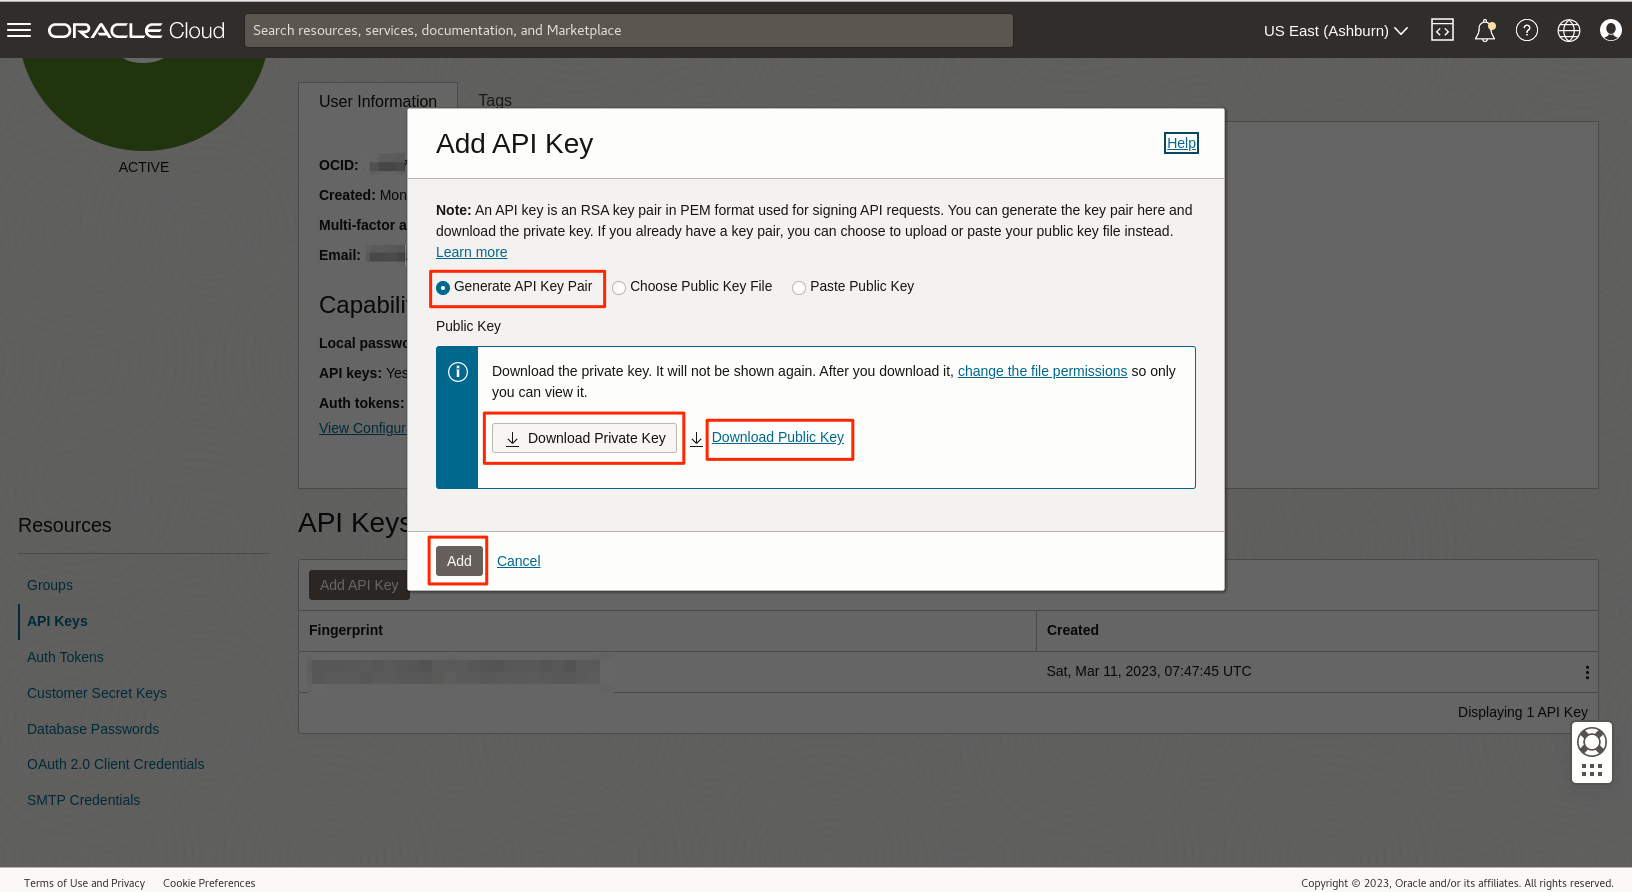 ORACLE Cloud
Search resources, services, documentation, and Marketplace
US East (Ashburn)
ACTIVE
User Information
Tags
OCID:
Created: Mon
Multi-factor a
Email:
Capabili
Local passwo
API keys: Yes
Auth tokens:
View Configura
Add API Key
Help
Note: An API key is an RSA key pair in PEM format used for signing API requests. You can generate the key pair here and
download the private key. If you already have a key pair, you can choose to upload or paste your public key file instead.
Learn more
Generate API Key Pair
Choose Public Key File
Paste Public Key
Public Key
Download the private key. It will not be shown again. After you download it, change the file permissions so only
you can view it.
Download Private Key
Download Public Key
Add
Cancel
Resources
Groups
API Keys
Auth Tokens
Customer Secret Keys
Database Passwords
OAuth 2.0 Client Credentials
SMTP Credentials
API Keys
Add API Key
Fingerprint
Created
Sat, Mar 11, 2023, 07:47:45 UTC
Displaying 1 API Key
Terms of Use and Privacy
Cookie Preferences
Copyright © 2023, Oracle and/or its affiliates. All rights reserved.